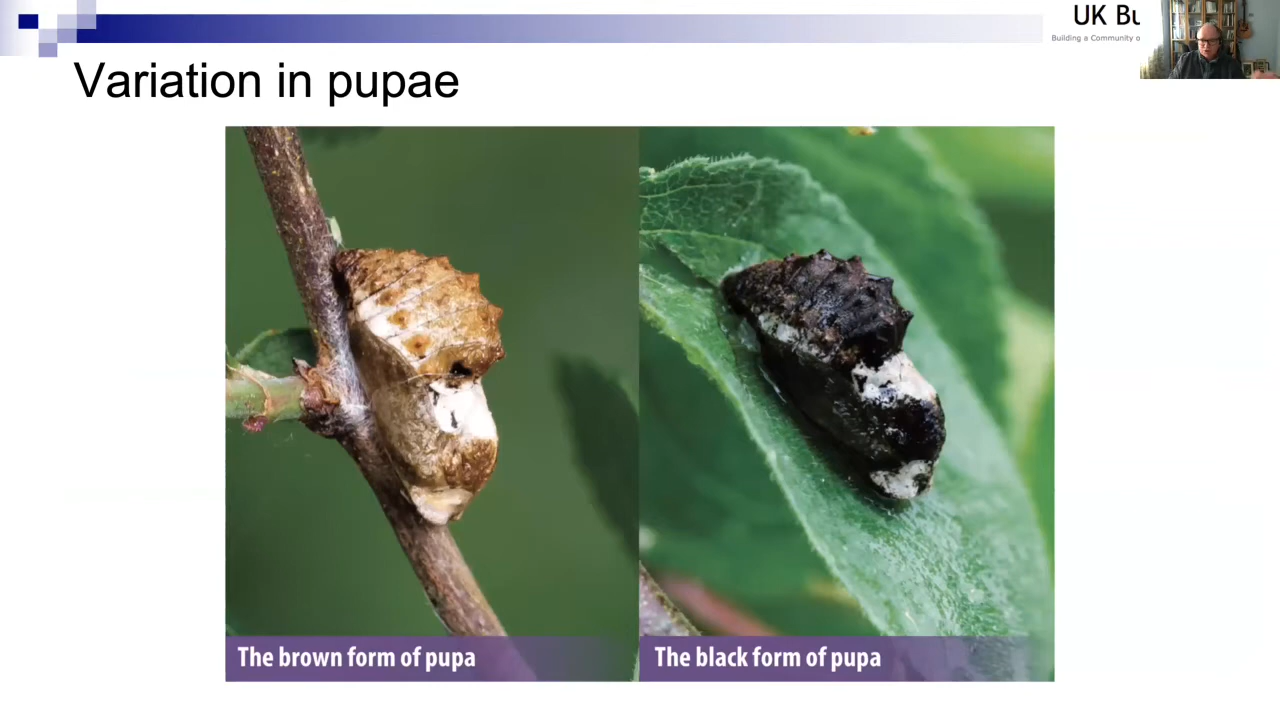 UK Bu
Building a Community o
Variation in pupae
The brown form of pupa
The black form of pupa